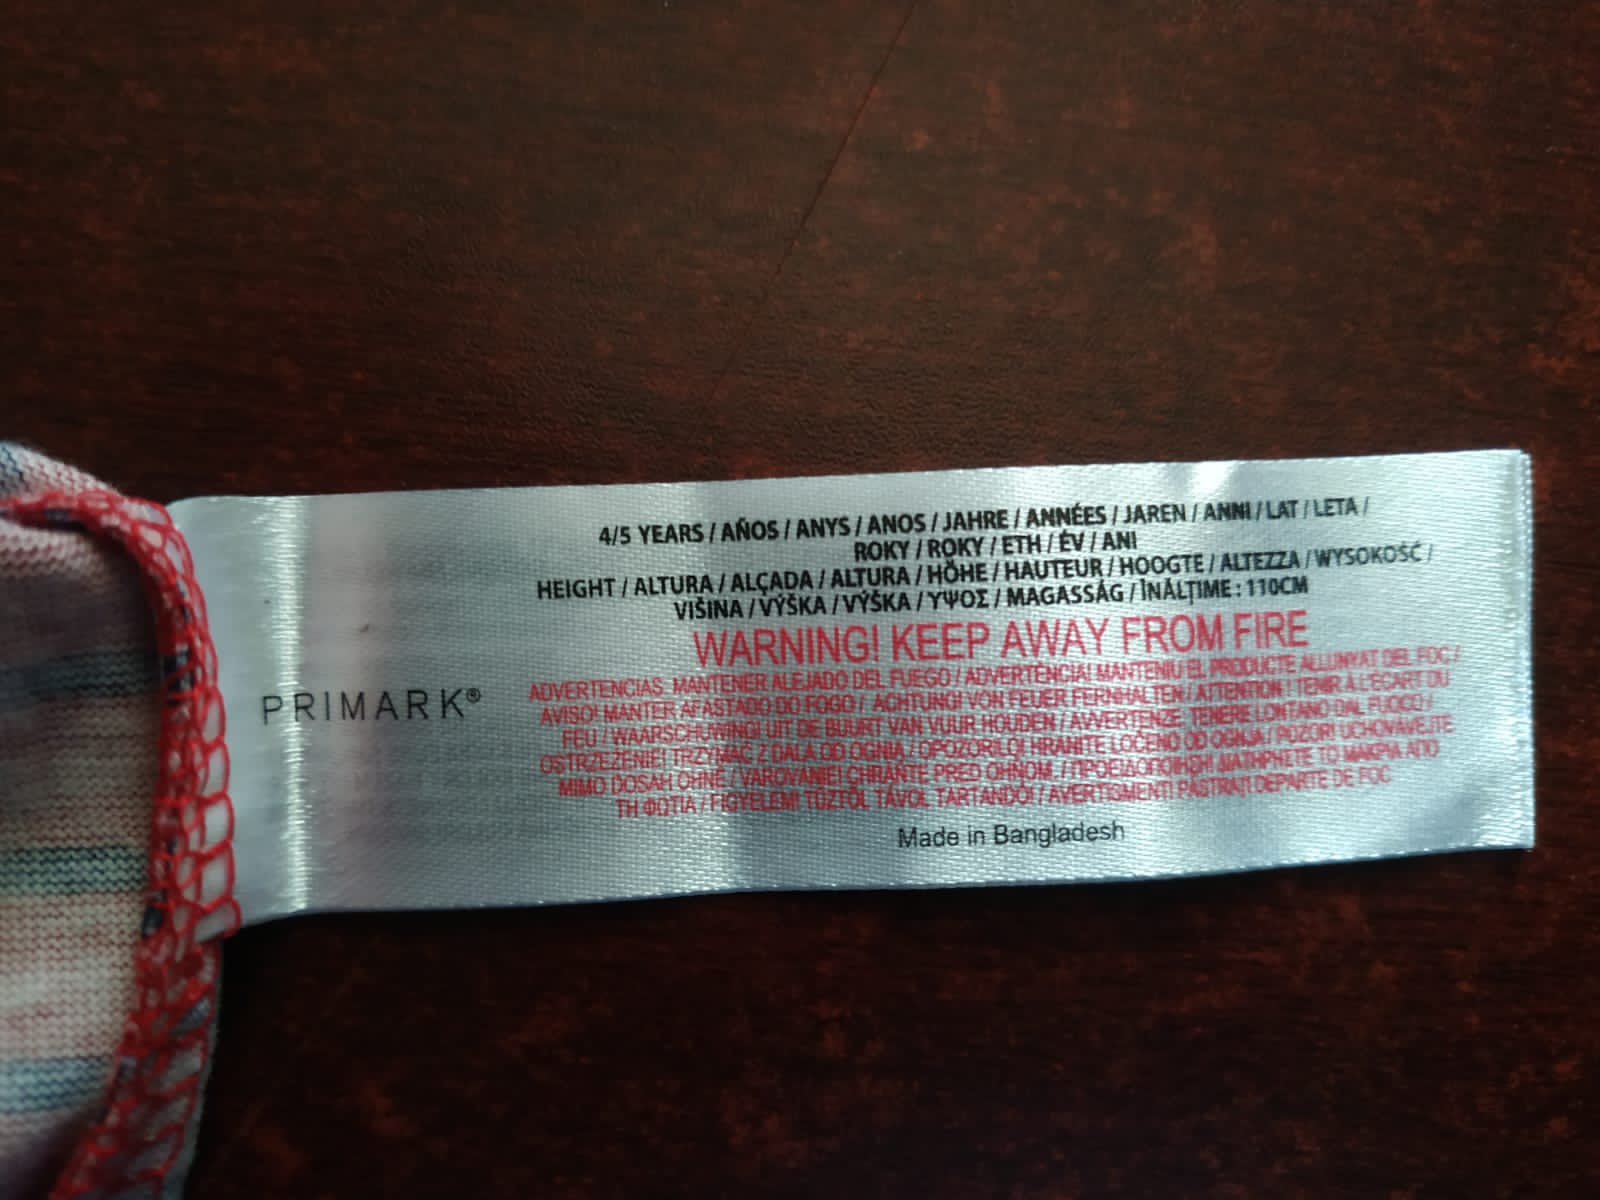 4/5 YEARS / AÑOS / ANYS / ANOS / JAHRE / ANNÉES / JAREN / ANNI / LAT / LETA /
ROKY / ROKY / ETH / ÉV / ANI
HEIGHT / ALTURA / ALÇADA / ALTURA / HÖHE / HAUTEUR / HOOGTE / ALTEZZA / WYSOKOŚĆ /
VIŠINA / VÝŠKA / VÝŠKA / ΥΨΟΣ / MAGASSÁG / ÎNĂLŢIME : 110CM
WARNING! KEEP AWAY FROM FIRE
PRIMARK®
ADVERTENCIAS. MANTENER ALEJADO DEL FUEGO / ADVERTÈNCIA! MANTENIU EL PRODUCTE ALLUNYAT DEL FOC /
AVISO! MANTER AFASTADO DO FOGO / ACHTUNG! VON FEUER FERNHALTEN / ATTENTION ! TENIR À L'ÉCART DU
FEU / WAARSCHUWING! UIT DE BUURT VAN VUUR HOUDEN / AVVERTENZE. TENERE LONTANO DAL FUOCO /
OSTRZEŻENIE! TRZYMAĆ Z DALA OD OGNIA / OPOZORILO! HRANITE LOČENO OD OGNJA / POZOR! UCHOVÁVEJTE
MIMO DOSAH OHNĚ / VAROVANIE! CHRÁŇTE PRED OHŇOM. / ΠΡΟΕΙΔΟΠΟΙΗΣΗ! ΔΙΑΤΗΡΗΣΤΕ ΤΟ ΜΑΚΡΙΑ ΑΠΟ
ΤΗ ΦΩΤΙΑ / FIGYELEM! TŰZTŐL TÁVOL TARTANDÓ! / AVERTISMENT! PĂSTRAŢI DEPARTE DE FOC
Made in Bangladesh